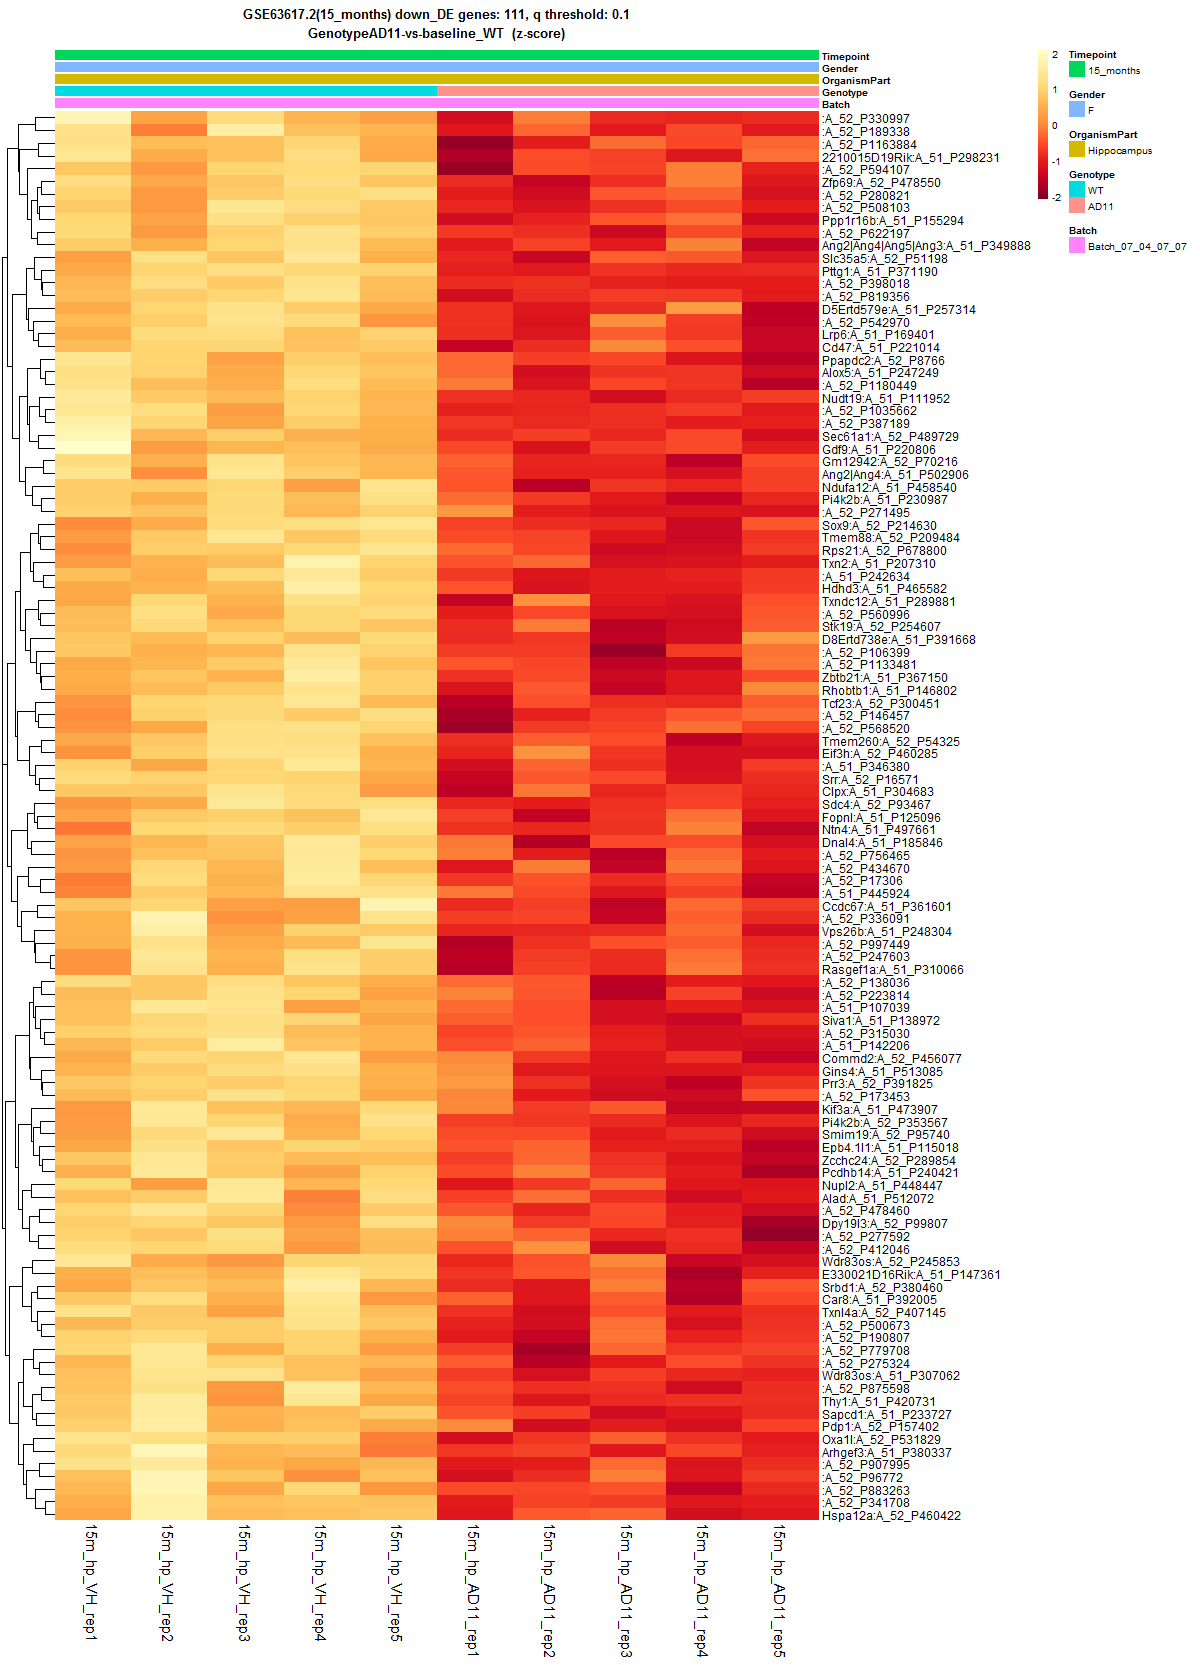 GSE63617.2(15_months) down_DE genes: 111, q threshold: 0.1
GenotypeAD11-vs-baseline_WT (z-score)
Timepoint
Gender
OrganismPart
Genotype
Batch
:A_52_P330997
:A_52_P189338
:A_52_P1163884
2210015D19Rik:A_51_P298231
:A_52_P594107
Zfp69:A_52_P478550
:A_52_P280821
:A_52_P508103
Ppp1r16b:A_51_P155294
:A_52_P622197
Ang2|Ang4|Ang5|Ang3:A_51_P349888
Slc35a5:A_52_P51198
Pttg1:A_51_P371190
:A_52_P398018
:A_52_P819356
D5Ertd579e:A_51_P257314
:A_52_P542970
Lrp6:A_52_P169401
Cd47:A_51_P221014
Ppapdc2:A_52_P8766
Alox5:A_51_P247249
:A_52_P1180449
Nudt19:A_51_P111952
:A_52_P1035662
:A_52_P387189
Sec61a1:A_52_P489729
Gdf9:A_51_P220806
Gm12942:A_52_P70216
Ang2|Ang4:A_51_P502906
Ndufa12:A_51_P458540
Pi4k2b:A_51_P230987
:A_52_P271495
Sox9:A_52_P214630
Tmem88:A_52_P209484
Rps21:A_52_P678800
Txn2:A_51_P207310
:A_51_P242634
Hdhd3:A_51_P465582
Txndc12:A_51_P289881
:A_52_P560996
Stk19:A_52_P254607
D8Ertd738e:A_51_P391668
:A_52_P106399
:A_52_P1133481
Zbtb21:A_51_P367150
Rhobtb1:A_51_P146802
Tcf23:A_52_P300451
:A_52_P146457
:A_52_P568520
Tmem260:A_52_P54325
Eif3h:A_52_P460285
:A_51_P346380
Srr:A_52_P16571
Clpx:A_51_P304683
Sdc4:A_52_P93467
Fopnl:A_51_P125096
Ntn4:A_51_P497661
Dnal4:A_51_P185846
:A_52_P756465
:A_52_P434670
:A_52_P17306
:A_51_P445924
Ccdc67:A_51_P361601
:A_52_P336091
Vps26b:A_51_P248304
:A_52_P997449
:A_52_P247603
Rasgef1a:A_51_P310066
:A_52_P138036
:A_52_P223814
:A_51_P107039
Siva1:A_51_P138972
:A_52_P315030
:A_51_P142206
Commd2:A_52_P456077
Gins4:A_51_P513085
Prr3:A_52_P391825
:A_52_P173453
Kif3a:A_51_P473907
Pi4k2b:A_52_P353567
Smim19:A_52_P95740
Epb4.1l1:A_51_P115018
Zcchc24:A_52_P289854
Pcdhb14:A_51_P240421
Nupl2:A_51_P448447
Alad:A_51_P512072
:A_52_P478460
Dpy19l3:A_52_P99807
:A_52_P277592
:A_52_P412046
Wdr83os:A_52_P245853
E330021D16Rik:A_51_P147361
Srbd1:A_52_P380460
Car8:A_51_P392005
Txnl4a:A_52_P407145
:A_52_P500673
:A_52_P190807
:A_52_P779708
:A_52_P275324
Wdr83os:A_51_P307062
:A_52_P875598
Thy1:A_51_P420731
Sapcd1:A_51_P233727
Pdp1:A_52_P157402
Oxa1l:A_52_P531829
Arhgef3:A_51_P380337
:A_52_P907995
:A_52_P96772
:A_52_P883263
:A_52_P341708
Hspa12a:A_52_P460422
15m_hp_VH_rep1
15m_hp_VH_rep2
15m_hp_VH_rep3
15m_hp_VH_rep4
15m_hp_VH_rep5
15m_hp_AD11_rep1
15m_hp_AD11_rep2
15m_hp_AD11_rep3
15m_hp_AD11_rep4
15m_hp_AD11_rep5
2
1
0
-1
-2
Timepoint
15_months
Gender
F
OrganismPart
Hippocampus
Genotype
WT
AD11
Batch
Batch_07_04_07_07